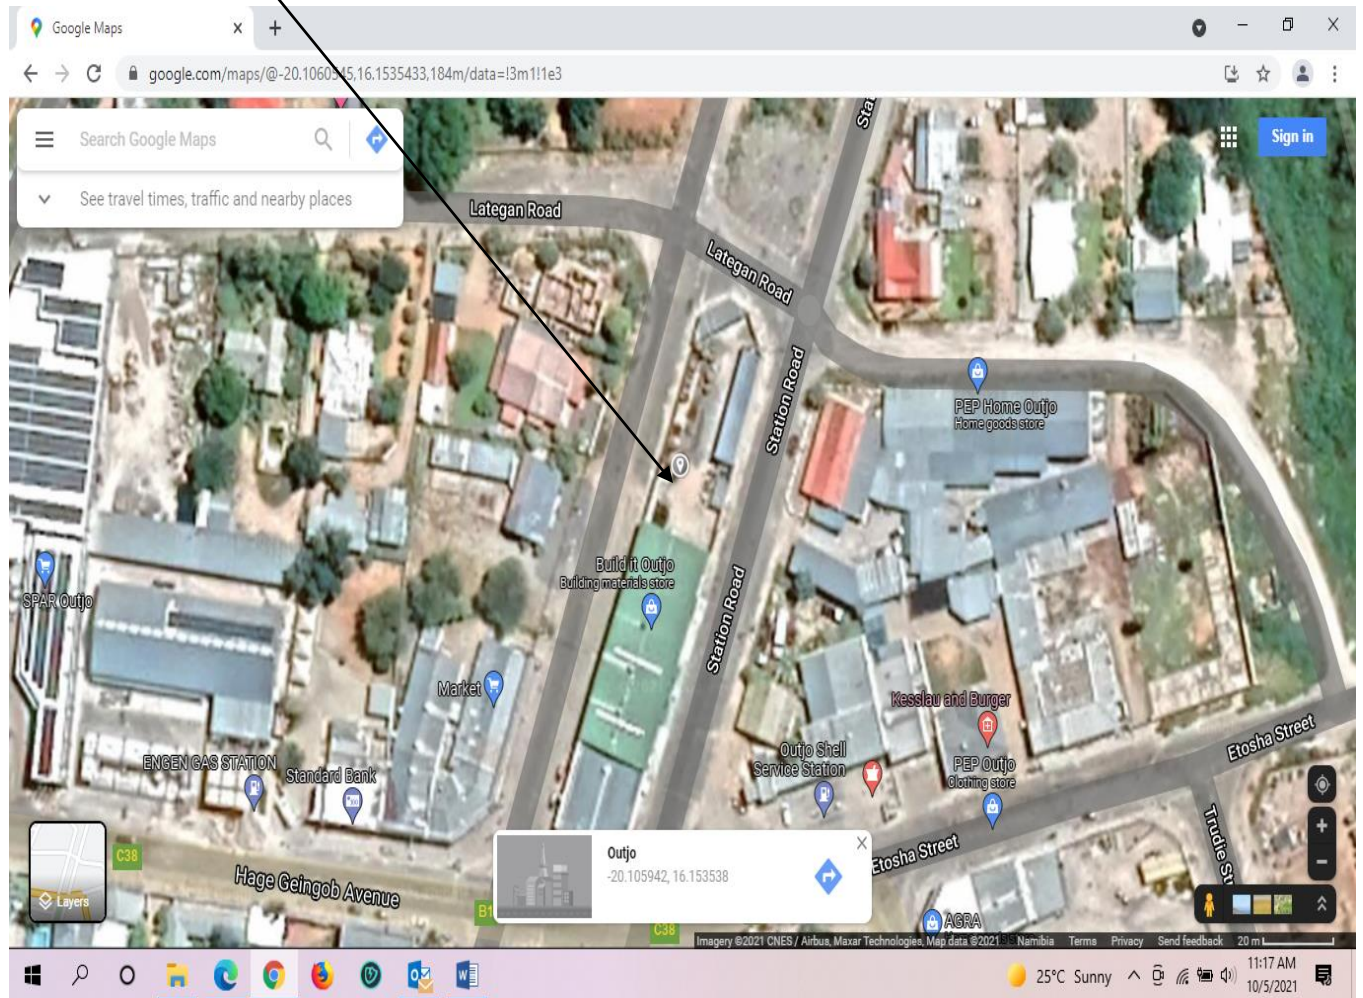 Google Maps
google.com/maps/@-20.1060545,16.1535433,184m/data=!3m1!1e3
Search Google Maps
Sign in
See travel times, traffic and nearby places
Lategan Road
Lategan Road
Station Road
PEP Home Outjo
Home goods store
Build it Outjo
Building materials store
SPAR Outjo
Station Road
Market
Kesslau and Burger
Etosha Street
Outjo Shell
Service Station
ENGEN GAS STATION
Standard Bank
PEP Outjo
Clothing store
C38
Hage Geingob Avenue
Etosha Street
Layers
Outjo
-20.105942, 16.153538
C38
AGRA
Imagery ©2021 CNES / Airbus, Maxar Technologies, Map data ©2021 Namibia Terms Privacy Send feedback 20 m
25°C Sunny
11:17 AM
10/5/2021